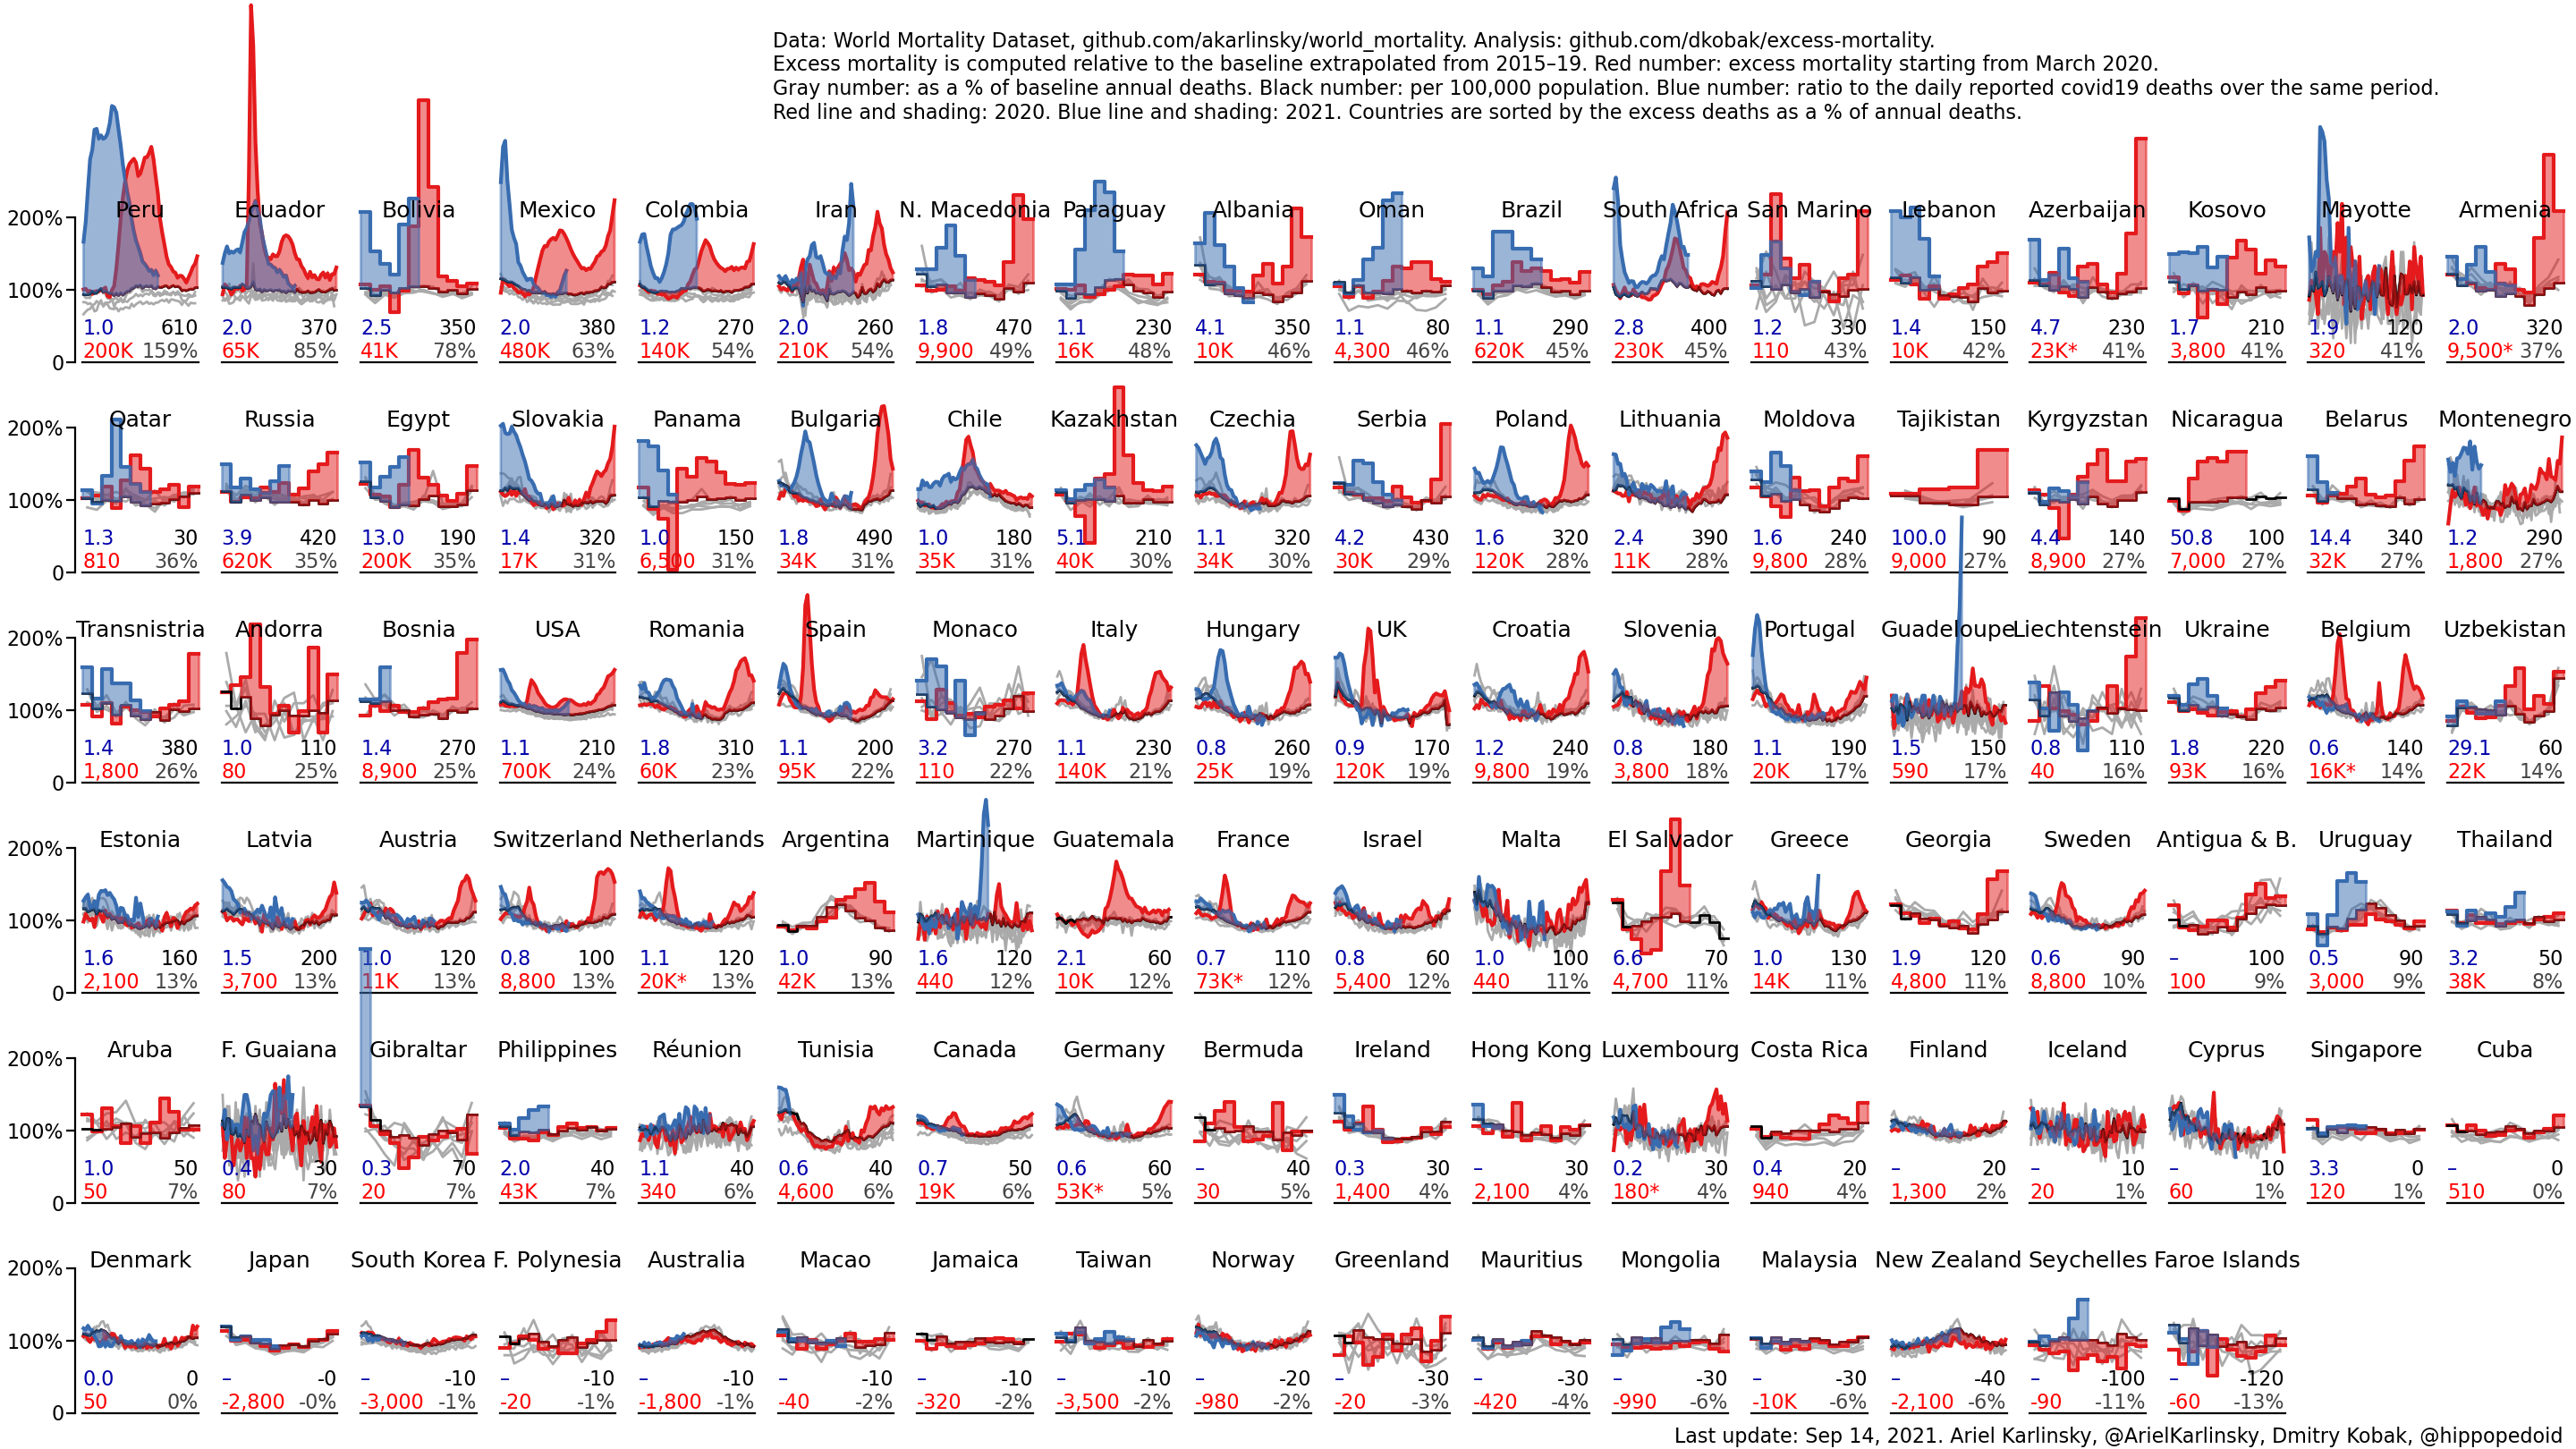 Data: World Mortality Dataset, github.com/akarlinsky/world_mortality. Analysis: github.com/dkobak/excess-mortality.
Excess mortality is computed relative to the baseline extrapolated from 2015–19. Red number: excess mortality starting from March 2020.
Gray number: as a % of baseline annual deaths. Black number: per 100,000 population. Blue number: ratio to the daily reported covid19 deaths over the same period.
Red line and shading: 2020. Blue line and shading: 2021. Countries are sorted by the excess deaths as a % of annual deaths.
Peru Ecuador Bolivia Mexico Colombia Iran N. Macedonia Paraguay Albania Oman Brazil South Africa San Marino Lebanon Azerbaijan Kosovo Mayotte Armenia
200%
100%
1.0 610 2.0 370 2.5 350 2.0 380 1.2 270 2.0 260 1.8 470 1.1 230 4.1 350 1.1 80 1.1 290 2.8 400 1.2 330 1.4 150 4.7 230 1.7 210 1.9 120 2.0 320
200K 159% 65K 85% 41K 78% 480K 63% 140K 54% 210K 54% 9,900 49% 16K 48% 10K 46% 4,300 46% 620K 45% 230K 45% 110 43% 10K 42% 23K* 41% 3,800 41% 320 41% 9,500* 37%
0
Qatar Russia Egypt Slovakia Panama Bulgaria Chile Kazakhstan Czechia Serbia Poland Lithuania Moldova Tajikistan Kyrgyzstan Nicaragua Belarus Montenegro
200%
100%
1.3 30 3.9 420 13.0 190 1.4 320 1.0 150 1.8 490 1.0 180 5.1 210 1.1 320 4.2 430 1.6 320 2.4 390 1.6 240 100.0 90 4.4 140 50.8 100 14.4 340 1.2 290
810 36% 620K 35% 200K 35% 17K 31% 6,500 31% 34K 31% 35K 31% 40K 30% 34K 30% 30K 29% 120K 28% 11K 28% 9,800 28% 9,000 27% 8,900 27% 7,000 27% 32K 27% 1,800 27%
0
Transnistria Andorra Bosnia USA Romania Spain Monaco Italy Hungary UK Croatia Slovenia Portugal Guadeloupe Liechtenstein Ukraine Belgium Uzbekistan
200%
100%
1.4 380 1.0 110 1.4 270 1.1 210 1.8 310 1.1 200 3.2 270 1.1 230 0.8 260 0.9 170 1.2 240 0.8 180 1.1 190 1.5 150 0.8 110 1.8 220 0.6 140 29.1 60
1,800 26% 80 25% 8,900 25% 700K 24% 60K 23% 95K 22% 110 22% 140K 21% 25K 19% 120K 19% 9,800 19% 3,800 18% 20K 17% 590 17% 40 16% 93K 16% 16K* 14% 22K 14%
0
Estonia Latvia Austria Switzerland Netherlands Argentina Martinique Guatemala France Israel Malta El Salvador Greece Georgia Sweden Antigua & B. Uruguay Thailand
200%
100%
1.6 160 1.5 200 1.0 120 0.8 100 1.1 120 1.0 90 1.6 120 2.1 60 0.7 110 0.8 60 1.0 100 6.6 70 1.0 130 1.9 120 0.6 90 – 100 0.5 90 3.2 50
2,100 13% 3,700 13% 11K 13% 8,800 13% 20K* 13% 42K 13% 440 12% 10K 12% 73K* 12% 5,400 12% 440 11% 4,700 11% 14K 11% 4,800 11% 8,800 10% 100 9% 3,000 9% 38K 8%
0
Aruba F. Guaiana Gibraltar Philippines Réunion Tunisia Canada Germany Bermuda Ireland Hong Kong Luxembourg Costa Rica Finland Iceland Cyprus Singapore Cuba
200%
100%
1.0 50 0.4 30 0.3 70 2.0 40 1.1 40 0.6 40 0.7 50 0.6 60 – 40 0.3 30 – 30 0.2 30 0.4 20 – 20 – 10 – 10 3.3 0 – 0
50 7% 80 7% 20 7% 43K 7% 340 6% 4,600 6% 19K 6% 53K* 5% 30 5% 1,400 4% 2,100 4% 180* 4% 940 4% 1,300 2% 20 1% 60 1% 120 1% 510 0%
0
Denmark Japan South Korea F. Polynesia Australia Macao Jamaica Taiwan Norway Greenland Mauritius Mongolia Malaysia New Zealand Seychelles Faroe Islands
200%
100%
0.0 0 – -0 – -10 – -10 – -10 – -10 – -10 – -10 – -20 – -30 – -30 – -30 – -30 – -40 – -100 – -120
50 0% -2,800 -0% -3,000 -1% -20 -1% -1,800 -1% -40 -2% -320 -2% -3,500 -2% -980 -2% -20 -3% -420 -4% -990 -6% -10K -6% -2,100 -6% -90 -11% -60 -13%
0
Last update: Sep 14, 2021. Ariel Karlinsky, @ArielKarlinsky, Dmitry Kobak, @hippopedoid